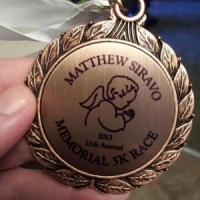 MATTHEW SIRAVO
2013
11th Annual
MEMORIAL 5K RACE